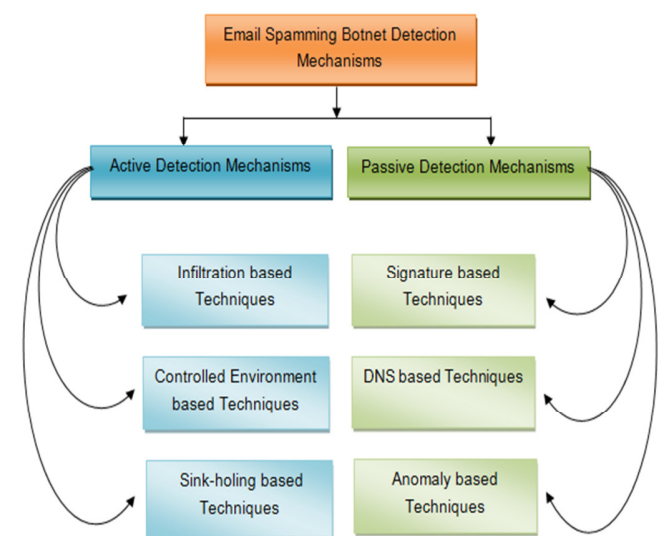 Email Spamming Botnet Detection
Mechanisms
Active Detection Mechanisms
Passive Detection Mechanisms
Infiltration based
Techniques
Signature based
Techniques
Controlled Environment
based Techniques
DNS based Techniques
Sink-holing based
Techniques
Anomaly based
Techniques